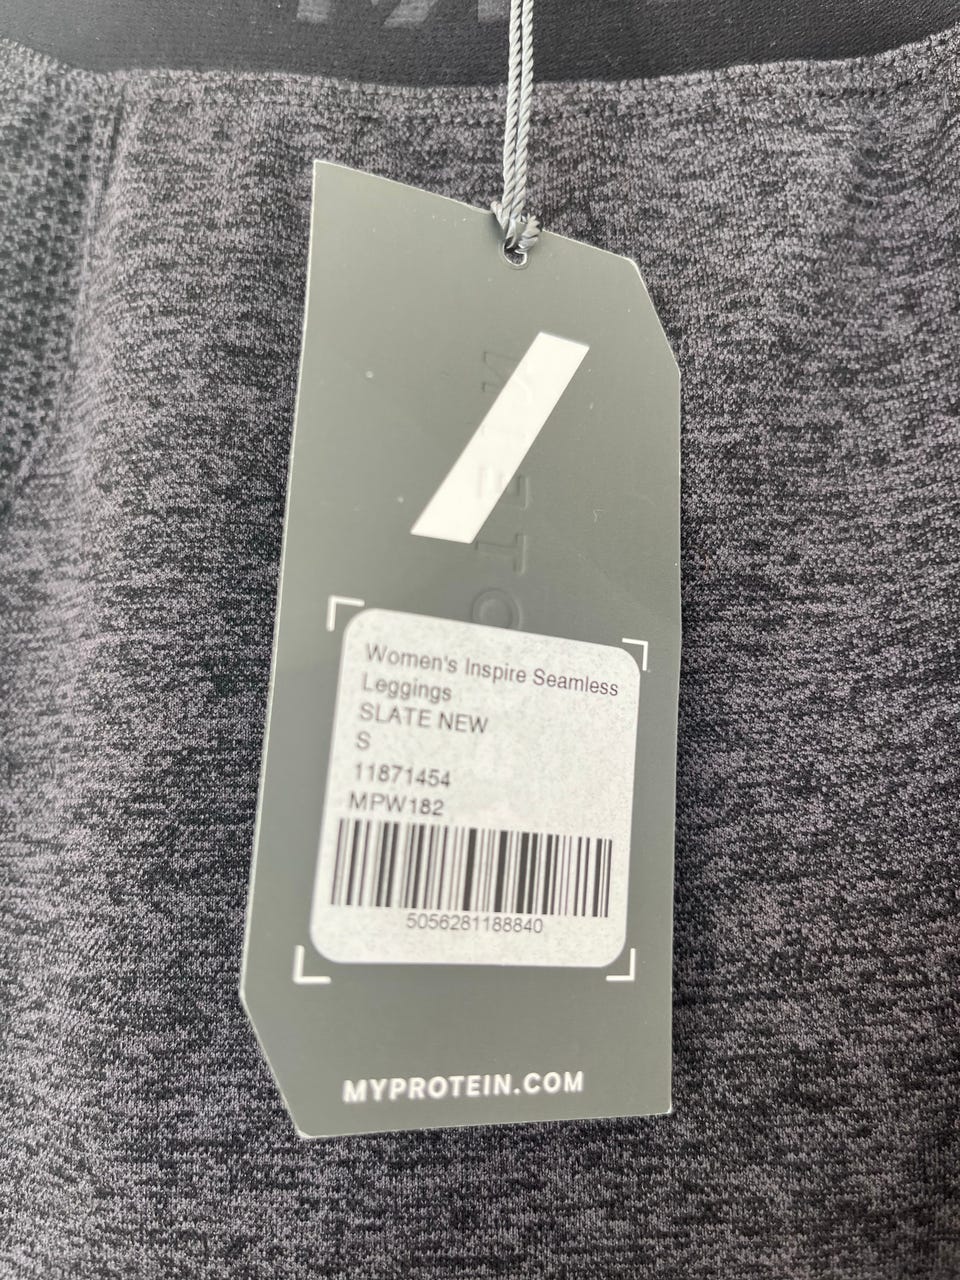 Women's Inspire Seamless
Leggings
SLATE NEW
S
11871454
MPW182
5056281188840
MYPROTEIN.COM